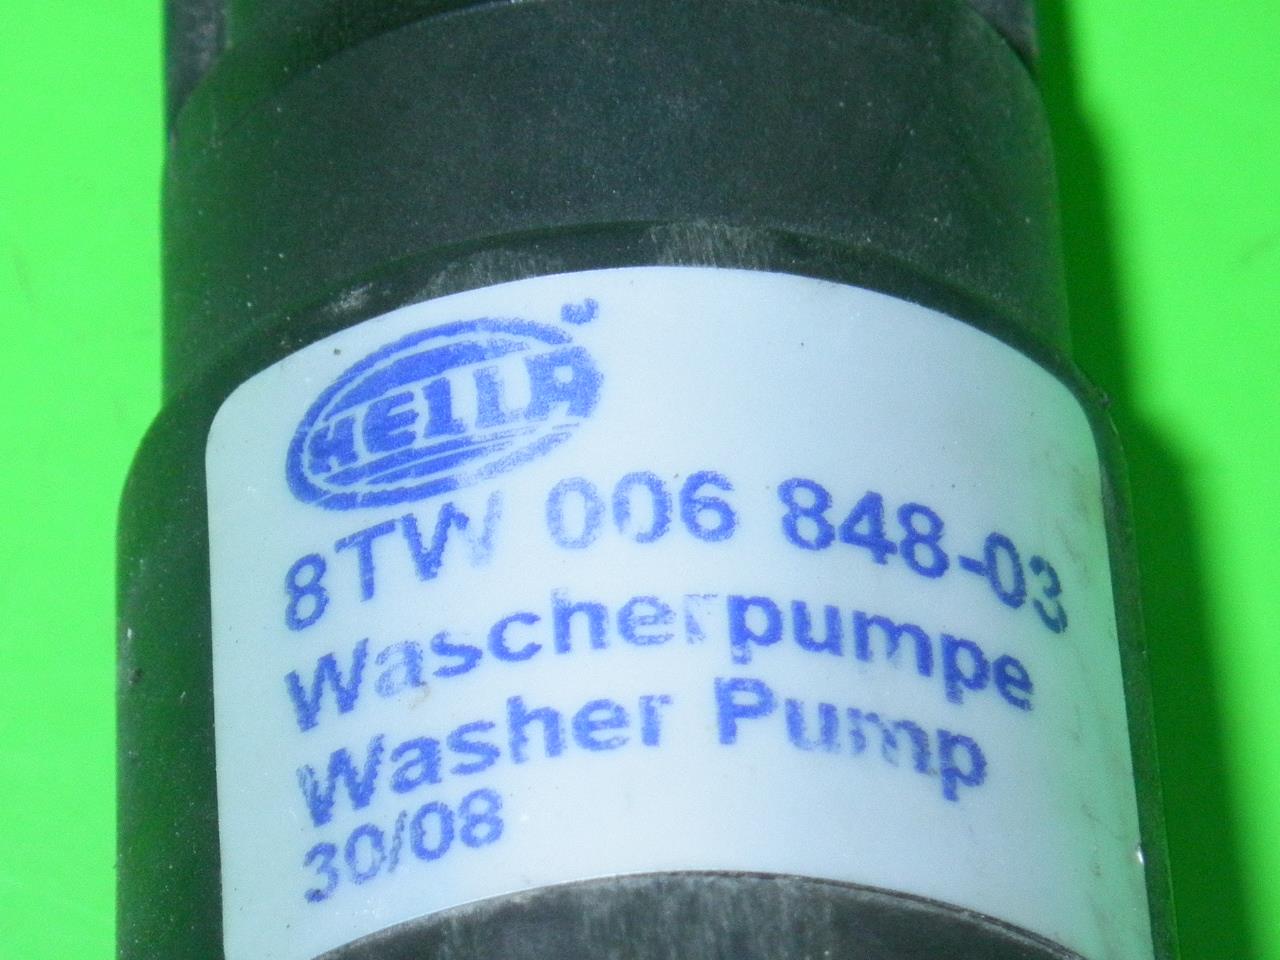 HELLA
8TW 006 848-03
Wascherpumpe
Washer Pump
30/08